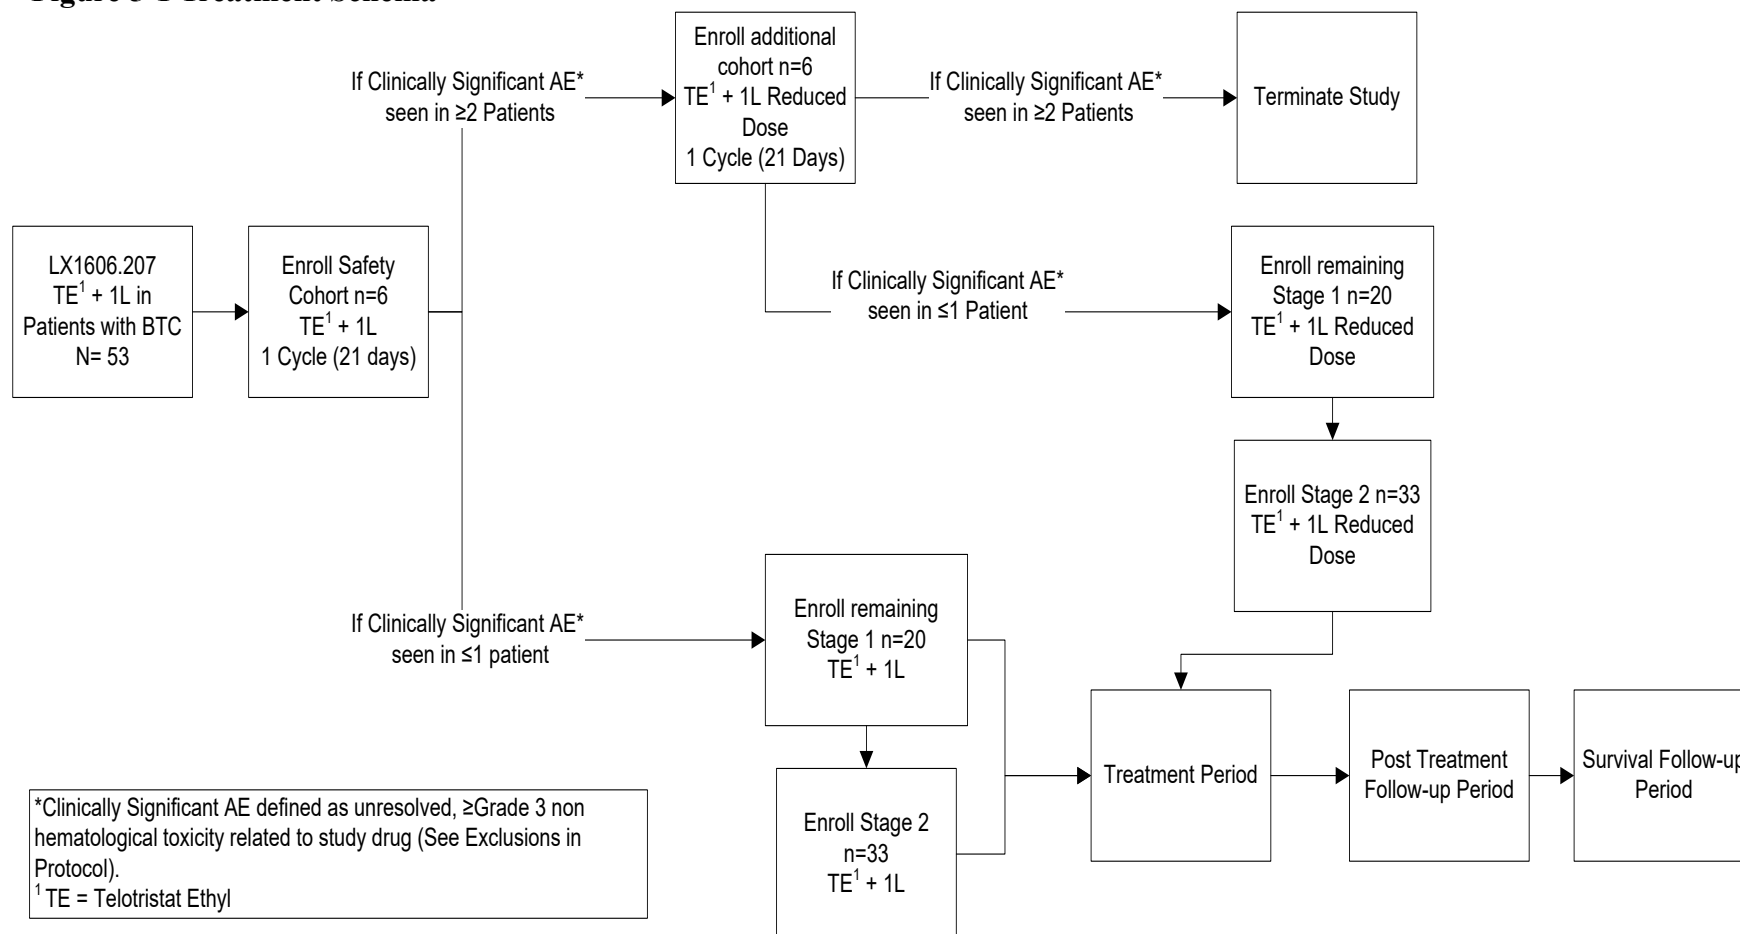 Figure 3-1 Treatment Schema
Enroll additional
cohort n=6
TE1 + 1L Reduced
Dose
1 Cycle (21 Days)
If Clinically Significant AE*
seen in ≥2 Patients
If Clinically Significant AE*
seen in ≥2 Patients
Terminate Study
LX1606.207
TE1 + 1L in
Patients with BTC
N= 53
Enroll Safety
Cohort n=6
TE1 + 1L
1 Cycle (21 days)
If Clinically Significant AE*
seen in ≤1 Patient
Enroll remaining
Stage 1 n=20
TE1 + 1L Reduced
Dose
Enroll Stage 2 n=33
TE1 + 1L Reduced
Dose
If Clinically Significant AE*
seen in ≤1 patient
Enroll remaining
Stage 1 n=20
TE1 + 1L
Enroll Stage 2
n=33
TE1 + 1L
Treatment Period
Post Treatment
Follow-up Period
Survival Follow-up
Period
*Clinically Significant AE defined as unresolved, ≥Grade 3 non
hematological toxicity related to study drug (See Exclusions in
Protocol).
1 TE = Telotristat Ethyl